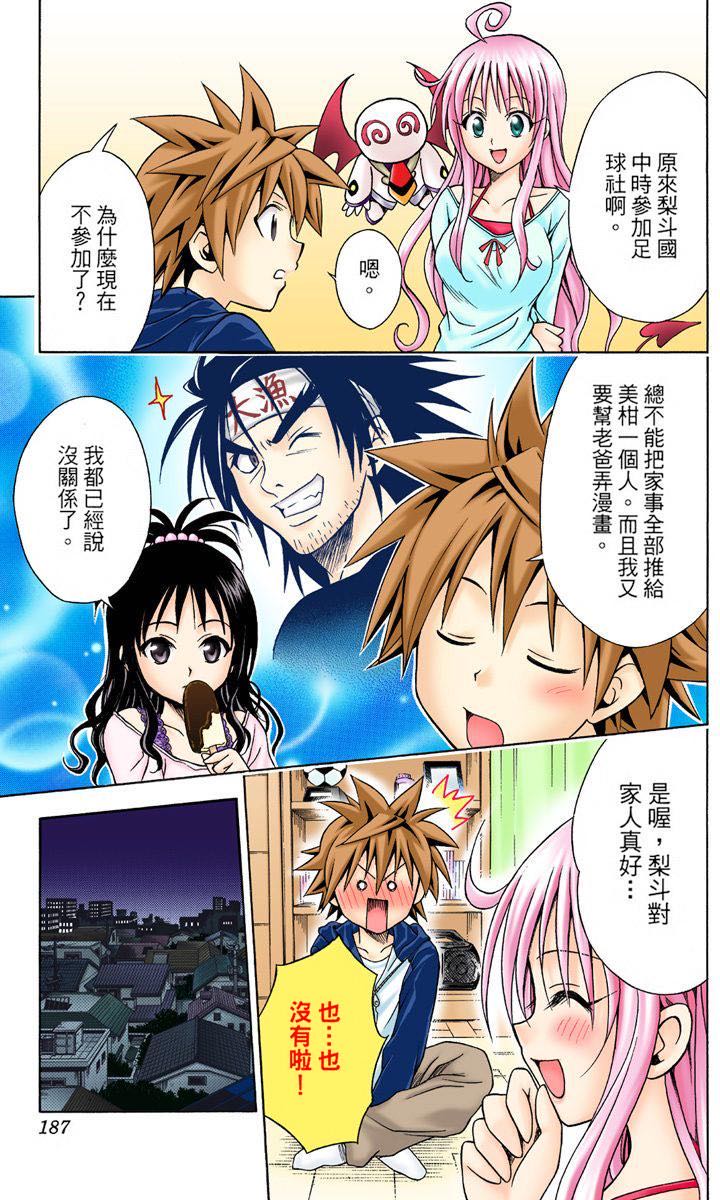 原來梨斗國
中時參加足
球社啊。
嗯。
為什麼現在
不參加了？
總不能把家事全部推給
美柑一個人。而且我又
要幫老爸弄漫畫。
大漁
我都已經說
沒關係了。
是喔，梨斗對
家人真好…
也…也
沒有啦！
187